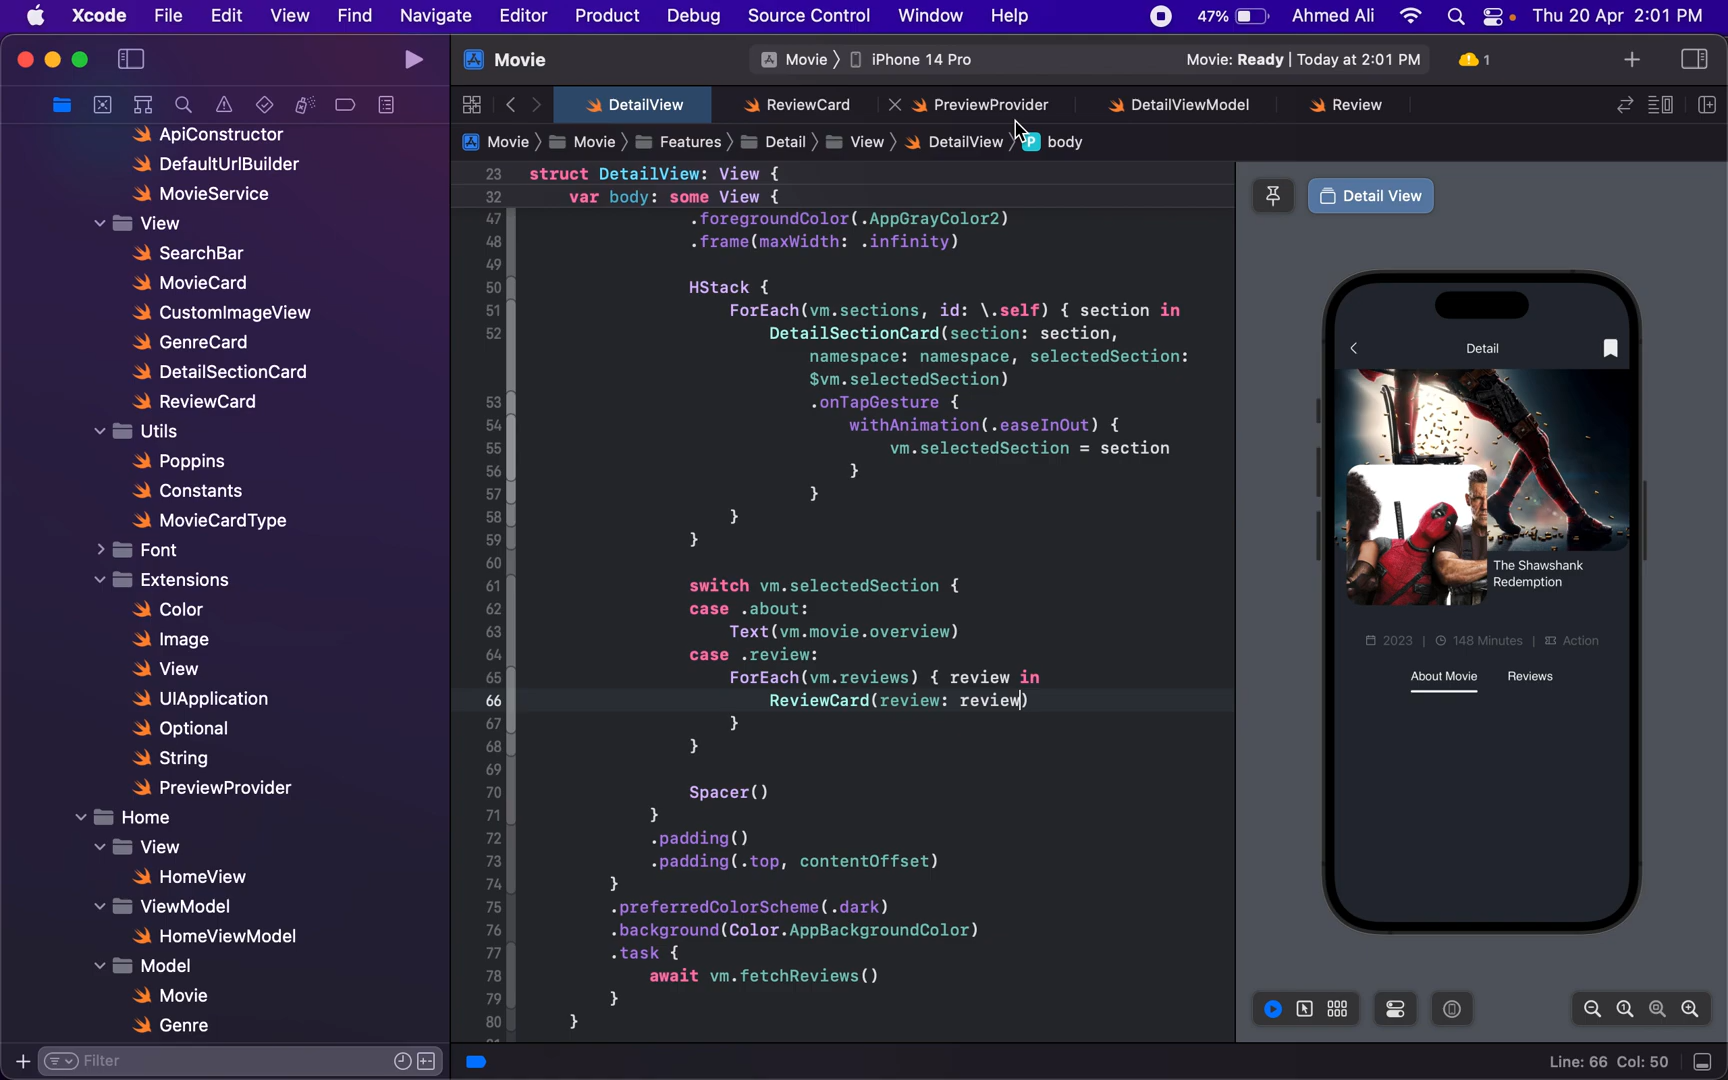 Xcode File Edit View Find Navigate Editor Product Debug Source Control Window Help 47% Ahmed Ali Thu 20 Apr 2:01 PM
Movie Movie iPhone 14 Pro Movie: Ready | Today at 2:01 PM 1
DetailView ReviewCard PreviewProvider DetailViewModel Review
Movie Movie Features Detail View DetailView P body
ApiConstructor
DefaultUrlBuilder
MovieService
View
SearchBar
MovieCard
CustomImageView
GenreCard
DetailSectionCard
ReviewCard
Utils
Poppins
Constants
MovieCardType
Font
Extensions
Color
Image
View
UIApplication
Optional
String
PreviewProvider
Home
View
HomeView
ViewModel
HomeViewModel
Model
Movie
Genre
Filter
23 struct DetailView: View {
32 var body: some View {
47 .foregroundColor(.AppGrayColor2)
48 .frame(maxWidth: .infinity)
49
50 HStack {
51 ForEach(vm.sections, id: \.self) { section in
52 DetailSectionCard(section: section,
namespace: namespace, selectedSection:
$vm.selectedSection)
53 .onTapGesture {
54 withAnimation(.easeInOut) {
55 vm.selectedSection = section
56 }
57 }
58 }
59 }
60
61 switch vm.selectedSection {
62 case .about:
63 Text(vm.movie.overview)
64 case .review:
65 ForEach(vm.reviews) { review in
66 ReviewCard(review: review)
67 }
68 }
69
70 Spacer()
71 }
72 .padding()
73 .padding(.top, contentOffset)
74 }
75 .preferredColorScheme(.dark)
76 .background(Color.AppBackgroundColor)
77 .task {
78 await vm.fetchReviews()
79 }
80 }
Detail View
Detail
The Shawshank
Redemption
2023 | 148 Minutes | Action
About Movie Reviews
Line: 66 Col: 50